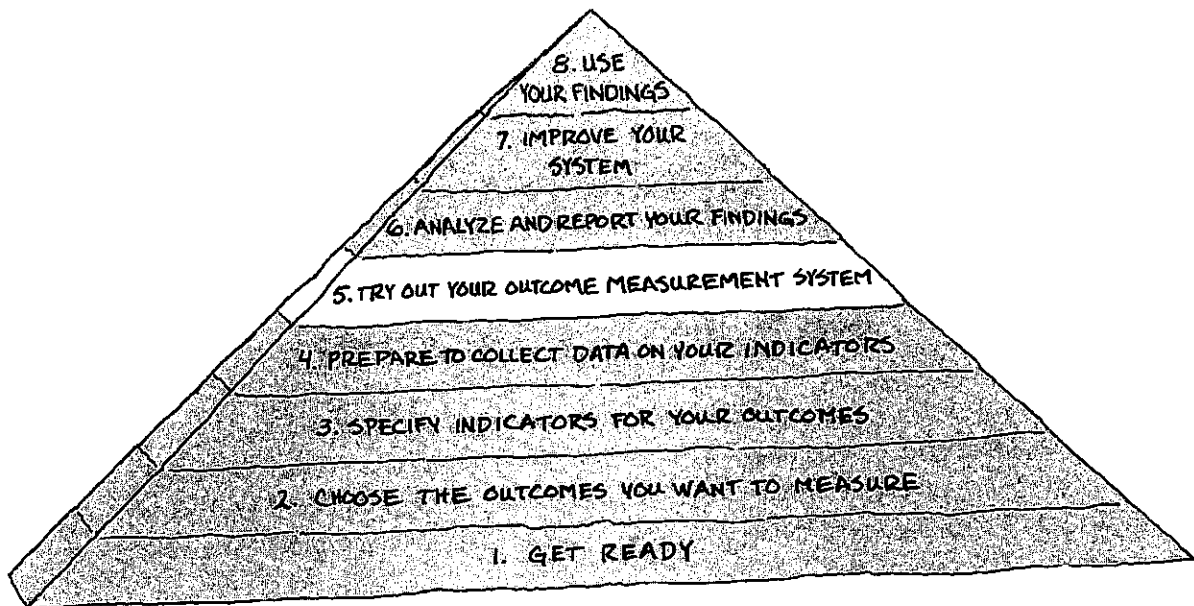 8. USE
YOUR FINDINGS
7. IMPROVE YOUR
SYSTEM
6. ANALYZE AND REPORT YOUR FINDINGS
5. TRY OUT YOUR OUTCOME MEASUREMENT SYSTEM
4. PREPARE TO COLLECT DATA ON YOUR INDICATORS
3. SPECIFY INDICATORS FOR YOUR OUTCOMES
2. CHOOSE THE OUTCOMES YOU WANT TO MEASURE
1. GET READY